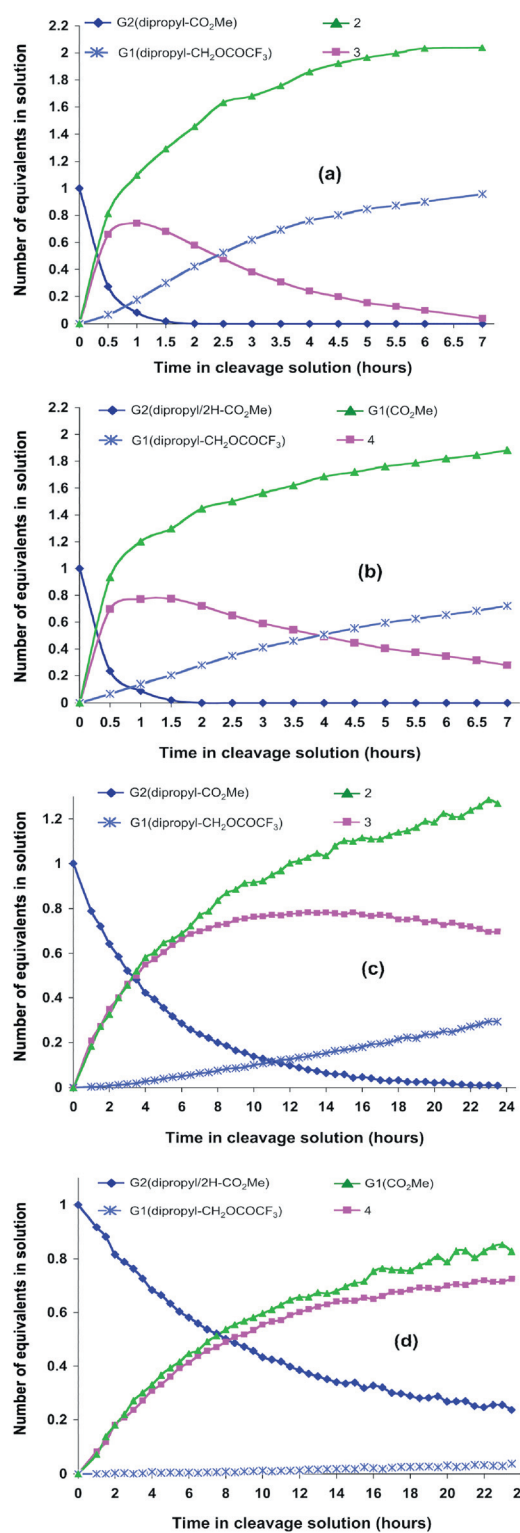 G2(dipropyl-CO₂Me) 2
G1(dipropyl-CH₂OCOCF₃) 3
Number of equivalents in solution
2.2
2
1.8
1.6
1.4
1.2
1
0.8
0.6
0.4
0.2
0
(a)
0 0.5 1 1.5 2 2.5 3 3.5 4 4.5 5 5.5 6 6.5 7
Time in cleavage solution (hours)
G2(dipropyl/2H-CO₂Me) G1(CO₂Me)
G1(dipropyl-CH₂OCOCF₃) 4
Number of equivalents in solution
2.2
2
1.8
1.6
1.4
1.2
1
0.8
0.6
0.4
0.2
0
(b)
0 0.5 1 1.5 2 2.5 3 3.5 4 4.5 5 5.5 6 6.5 7
Time in cleavage solution (hours)
G2(dipropyl-CO₂Me) 2
G1(dipropyl-CH₂OCOCF₃) 3
Number of equivalents in solution
1.2
1
0.8
0.6
0.4
0.2
0
(c)
0 2 4 6 8 10 12 14 16 18 20 22 24
Time in cleavage solution (hours)
G2(dipropyl/2H-CO₂Me) G1(CO₂Me)
G1(dipropyl-CH₂OCOCF₃) 4
Number of equivalents in solution
1
0.8
0.6
0.4
0.2
0
(d)
0 2 4 6 8 10 12 14 16 18 20 22
Time in cleavage solution (hours)